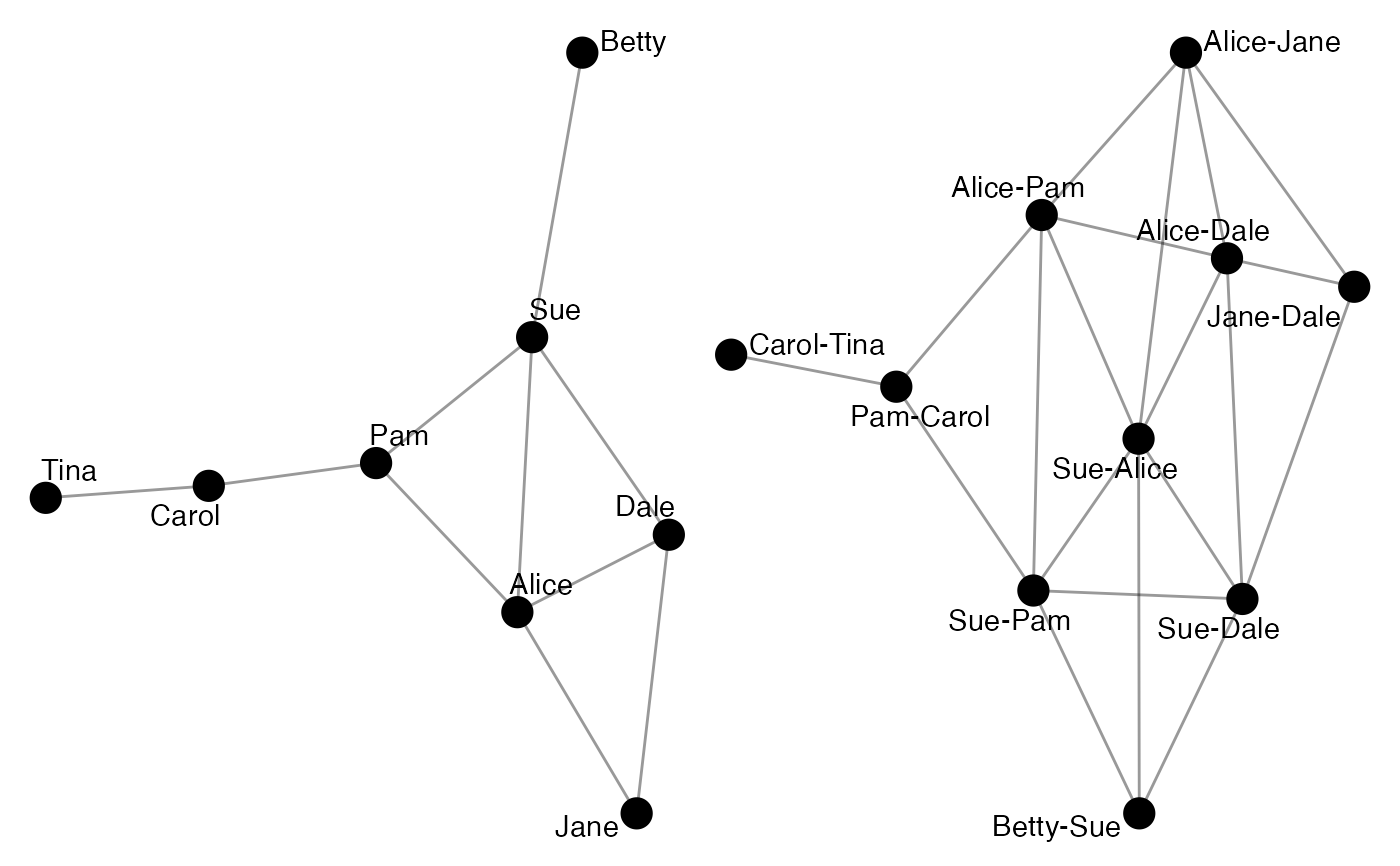 Betty
Sue
Pam
Tina
Carol
Dale
Alice
Jane
Alice-Jane
Alice-Pam
Alice-Dale
Jane-Dale
Carol-Tina
Pam-Carol
Sue-Alice
Sue-Pam
Sue-Dale
Betty-Sue